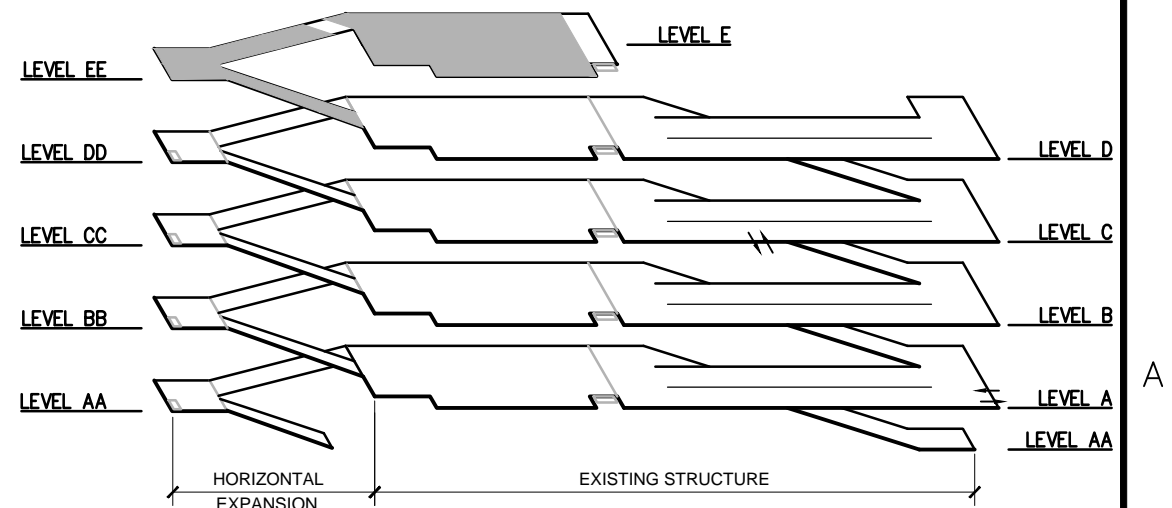 LEVEL E
LEVEL EE
LEVEL DD
LEVEL D
LEVEL CC
LEVEL C
LEVEL BB
LEVEL B
A
LEVEL AA
LEVEL A
LEVEL AA
HORIZONTAL
EXPANSION
EXISTING STRUCTURE